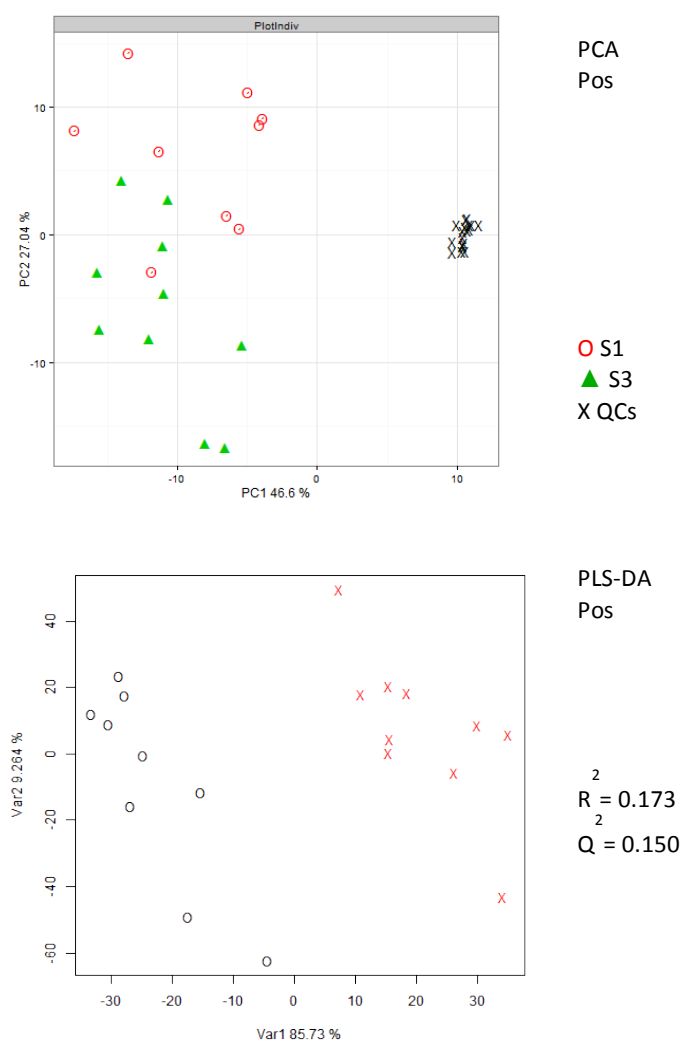 PlotIndiv
PCA
Pos
10
0
-10
PC2 27.04 %
-10
0
10
PC1 46.6 %
O S1
▲ S3
X QCs
PLS-DA
Pos
40
20
0
-20
-40
-60
Var2 9.264 %
-30
-20
-10
0
10
20
30
Var1 85.73 %
R² = 0.173
Q² = 0.150